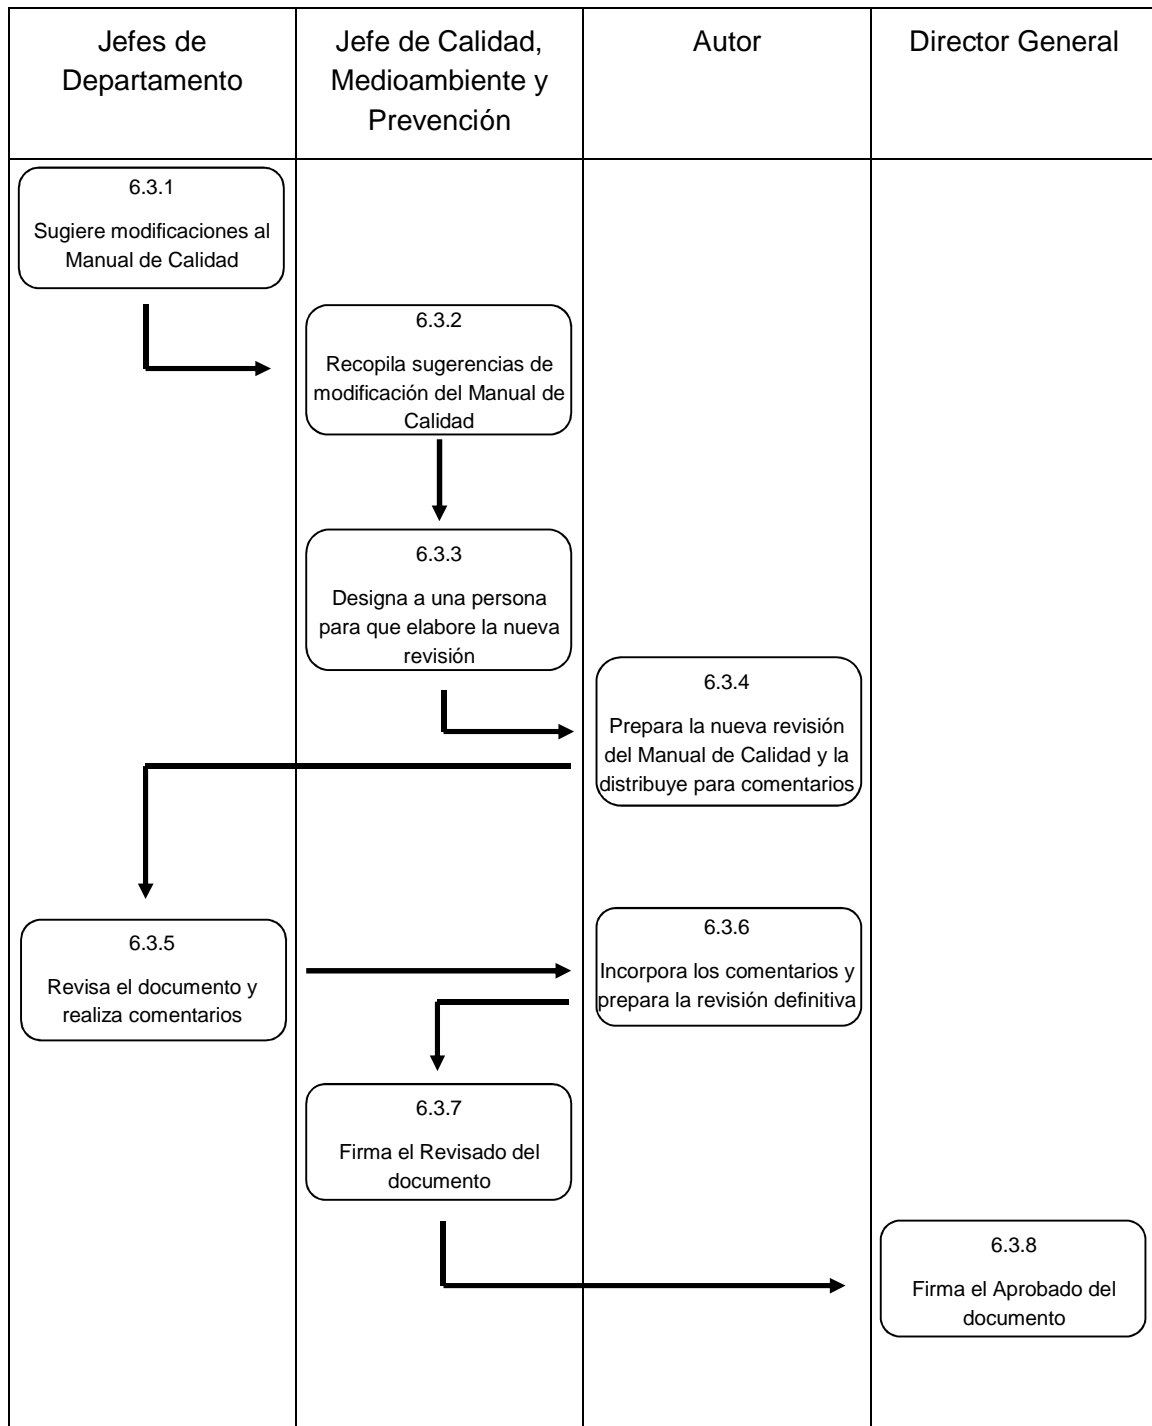 Jefes de
Departamento
Jefe de Calidad,
Medioambiente y
Prevención
Autor
Director General
6.3.1
Sugiere modificaciones al
Manual de Calidad
6.3.2
Recopila sugerencias de
modificación del Manual de
Calidad
6.3.3
Designa a una persona
para que elabore la nueva
revisión
6.3.4
Prepara la nueva revisión
del Manual de Calidad y la
distribuye para comentarios
6.3.5
Revisa el documento y
realiza comentarios
6.3.6
Incorpora los comentarios y
prepara la revisión definitiva
6.3.7
Firma el Revisado del
documento
6.3.8
Firma el Aprobado del
documento